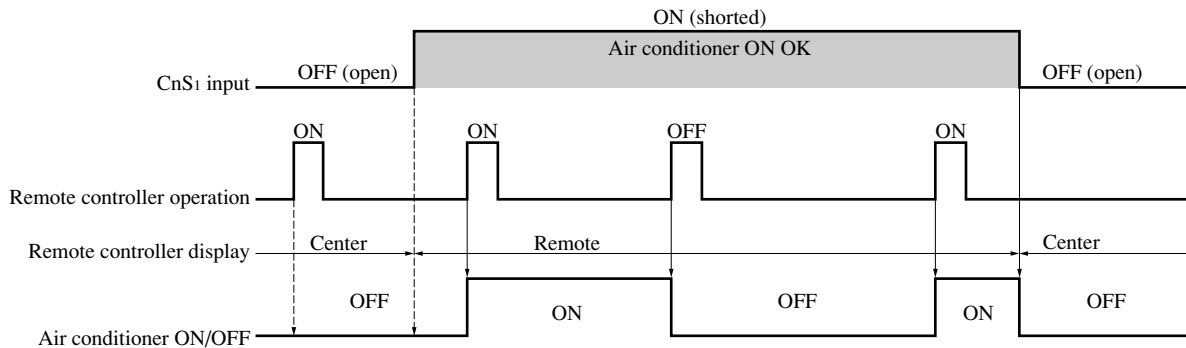 ON (shorted)
Air conditioner ON OK
CnS1 input
OFF (open)
OFF (open)
ON
ON
OFF
ON
Remote controller operation
Remote controller display
Center
Remote
Center
OFF
ON
OFF
ON
OFF
Air conditioner ON/OFF